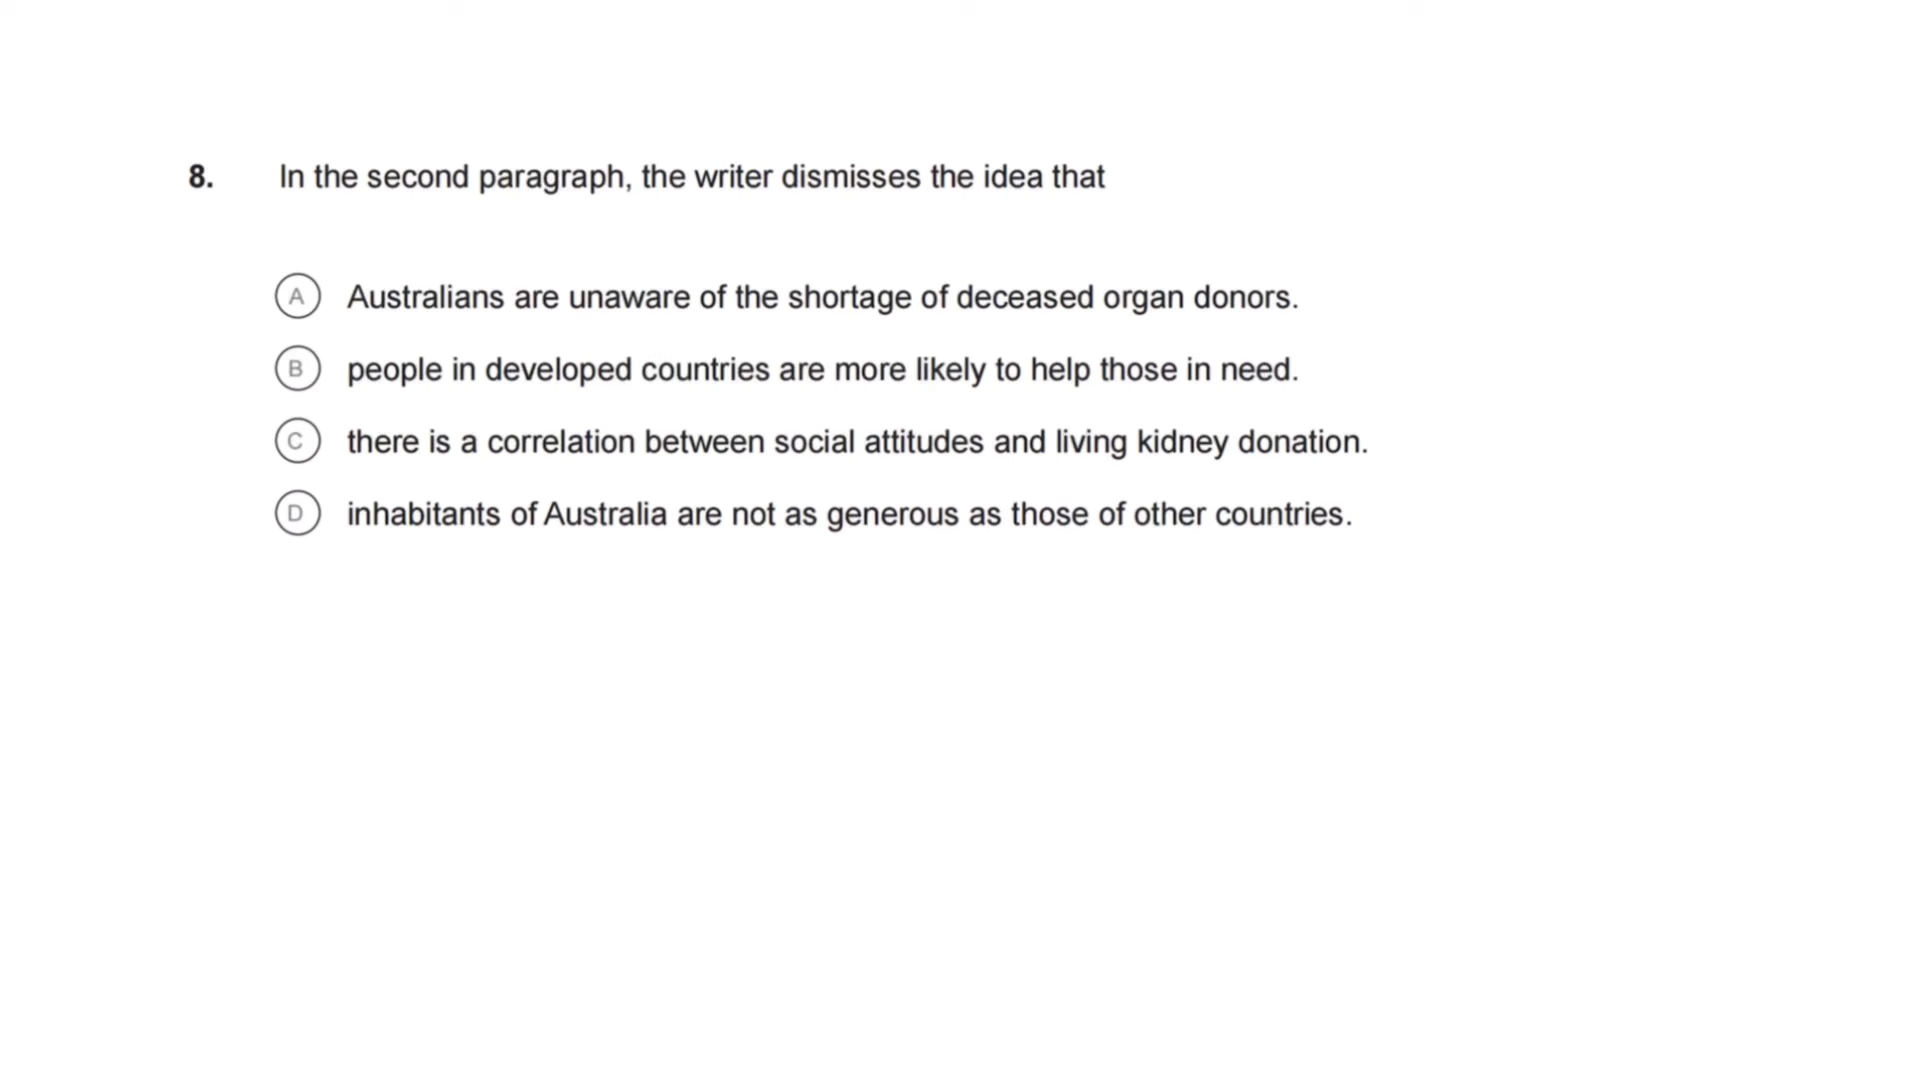 8. In the second paragraph, the writer dismisses the idea that
A Australians are unaware of the shortage of deceased organ donors.
B people in developed countries are more likely to help those in need.
C there is a correlation between social attitudes and living kidney donation.
D inhabitants of Australia are not as generous as those of other countries.